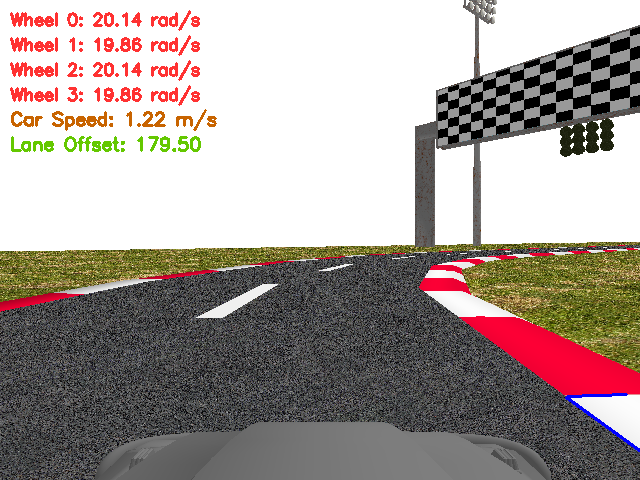 Wheel 0: 20.14 rad/s
Wheel 1: 19.86 rad/s
Wheel 2: 20.14 rad/s
Wheel 3: 19.86 rad/s
Car Speed: 1.22 m/s
Lane Offset: 179.50